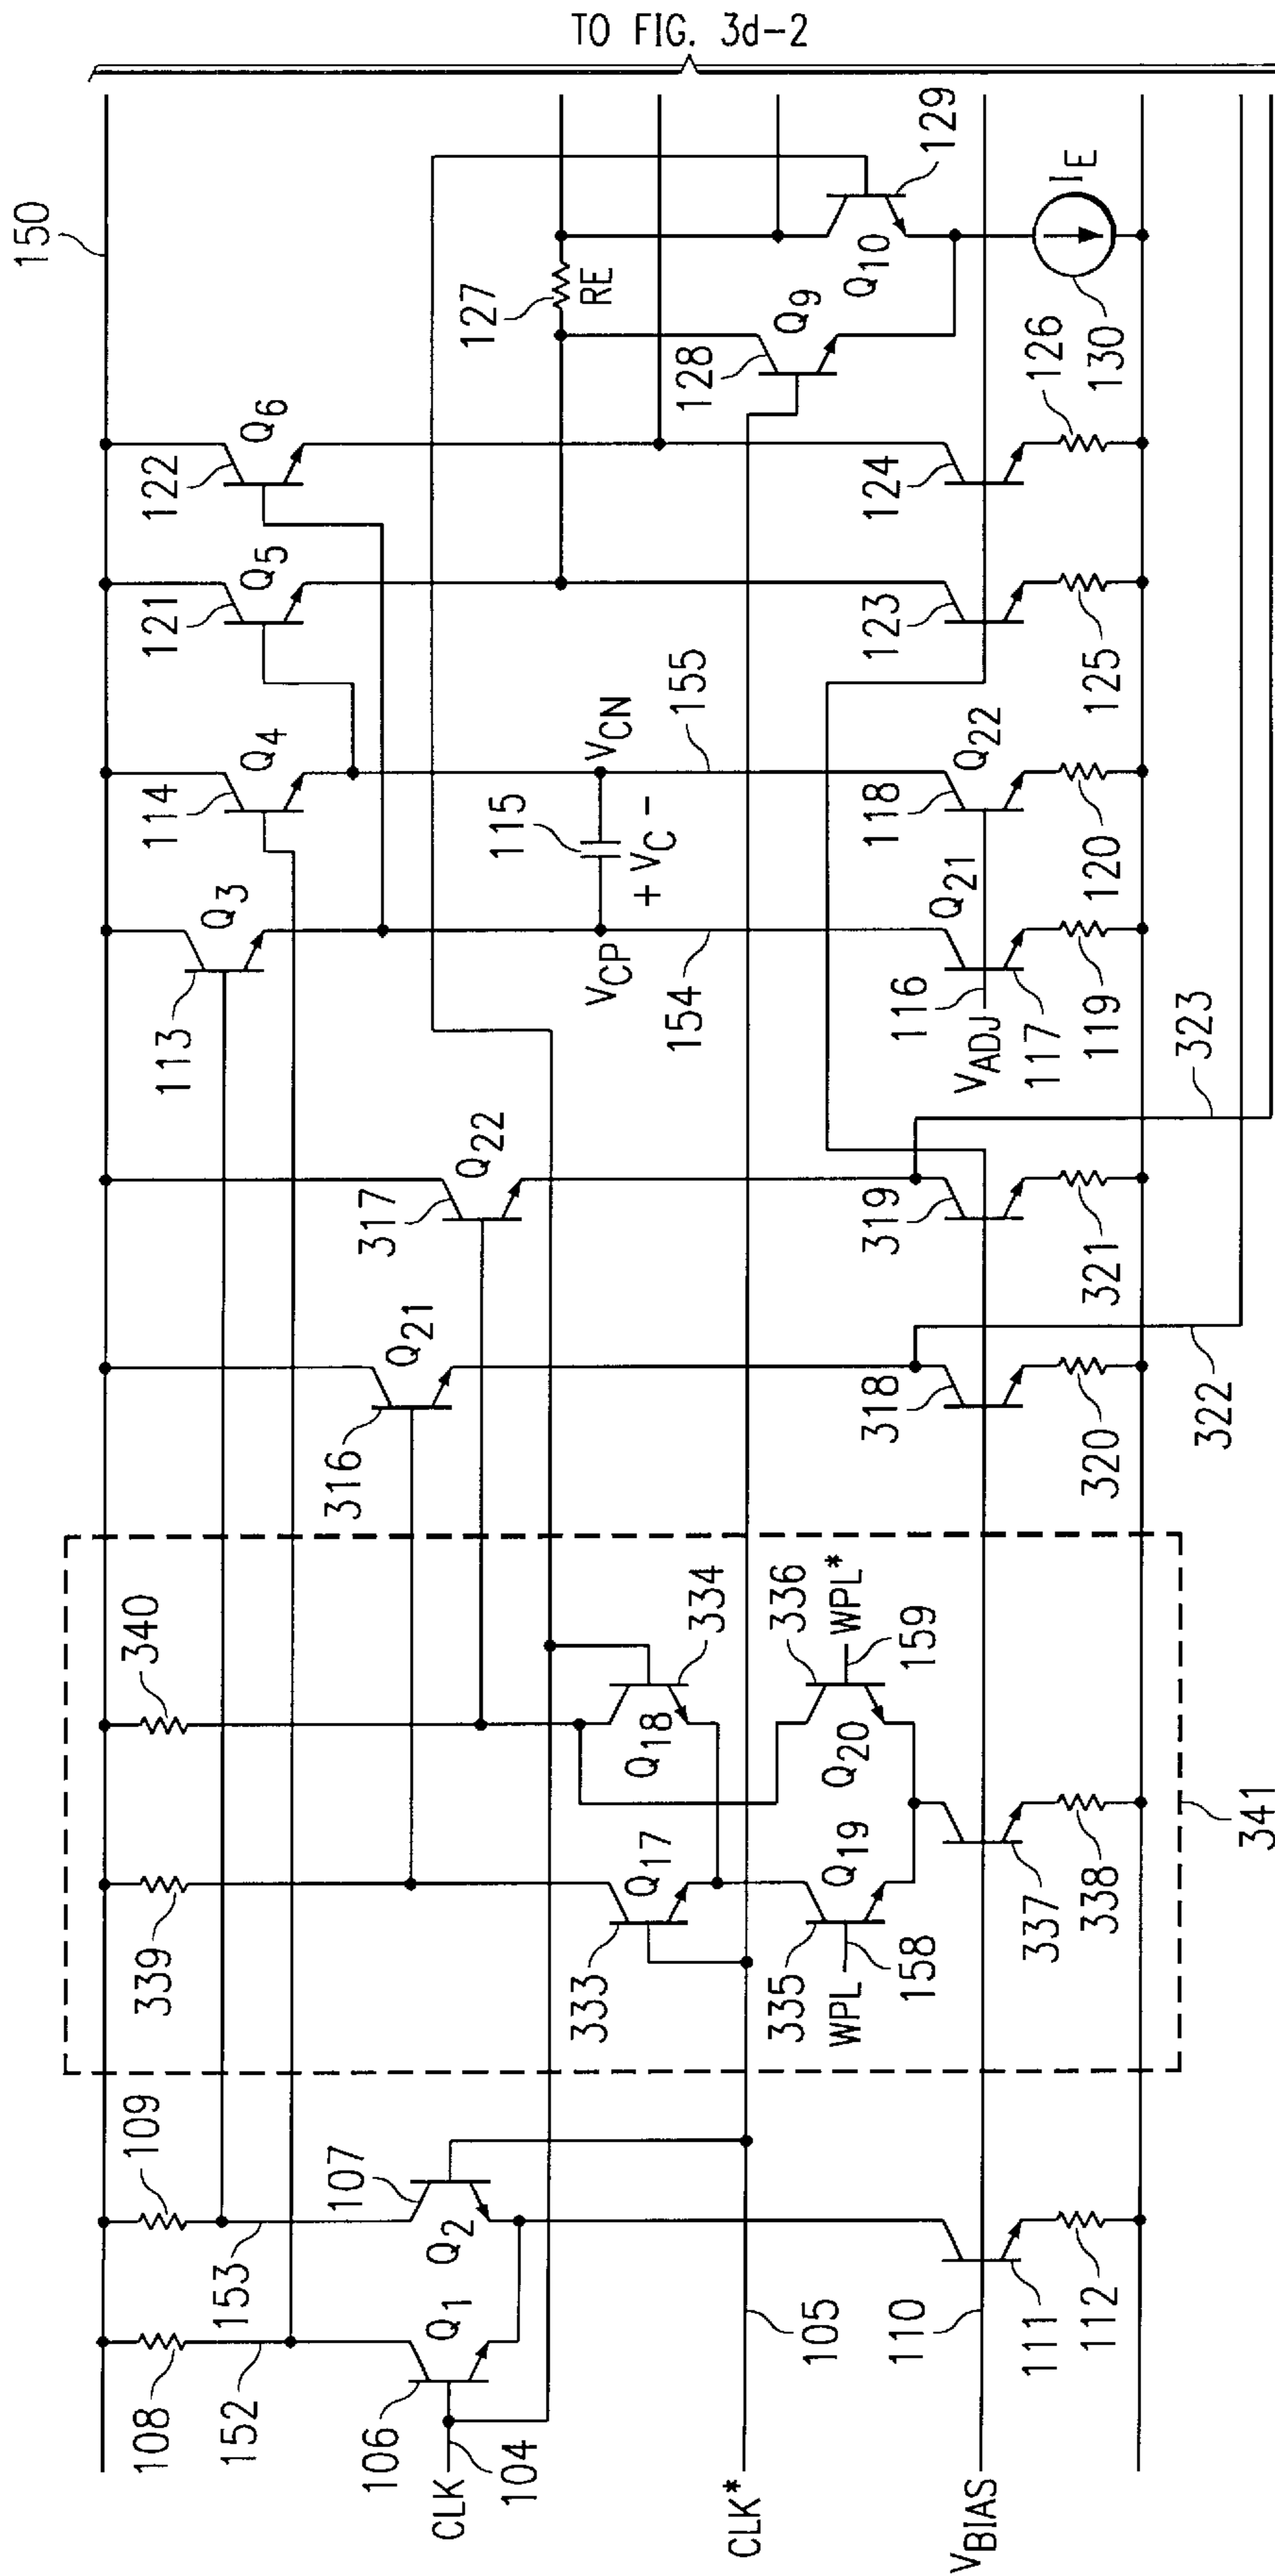 TO FIG. 3d-2
150
108
152
109
153
106
Q1
Q2
107
CLK
104
CLK*
105
VBIAS
110
111
112
339
340
333
Q17
Q18
334
335
WPL
158
Q19
Q20
336
WPL*
159
337
338
341
316
Q21
317
Q22
318
320
322
319
321
323
113
Q3
114
Q4
115
VCP
+ VC -
VCN
154
155
VADJ
116
117
Q21
118
Q22
119
120
121
Q5
122
Q6
123
125
124
126
127
RE
128
Q9
Q10
129
130
IE